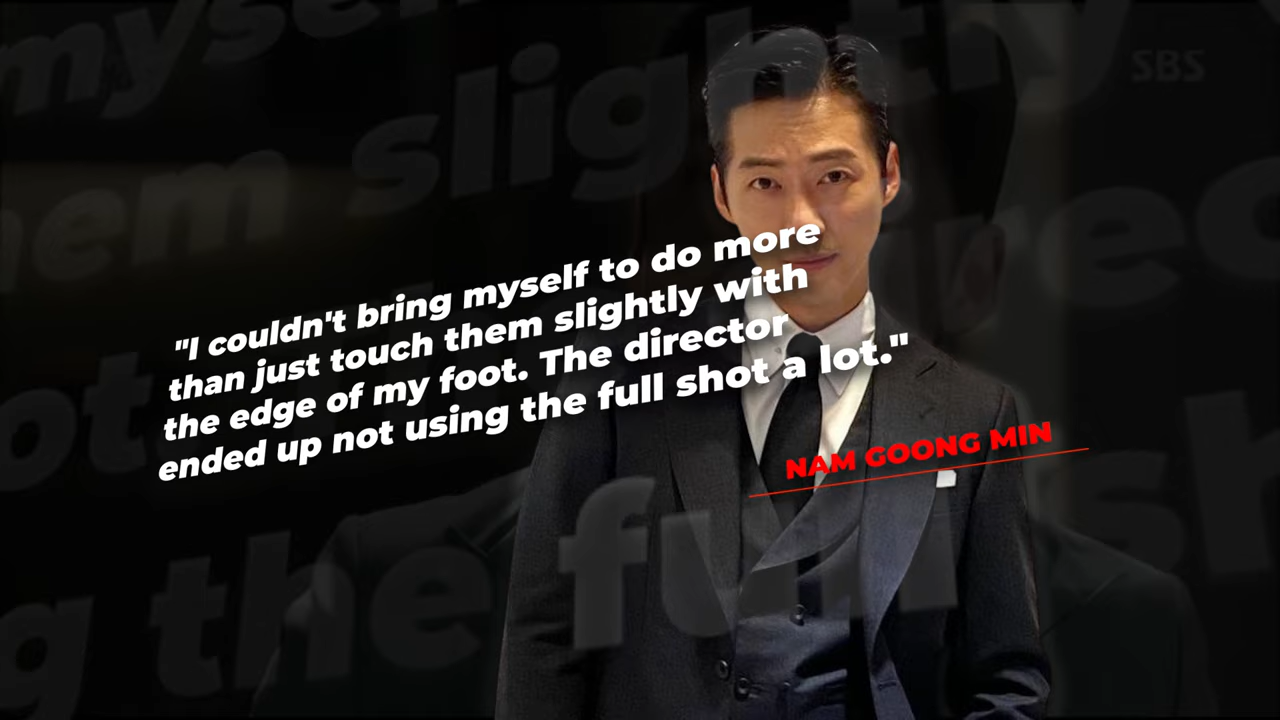 SBS
"I couldn't bring myself to do more
than just touch them slightly with
the edge of my foot. The director
ended up not using the full shot a lot."
NAM GOONG MIN